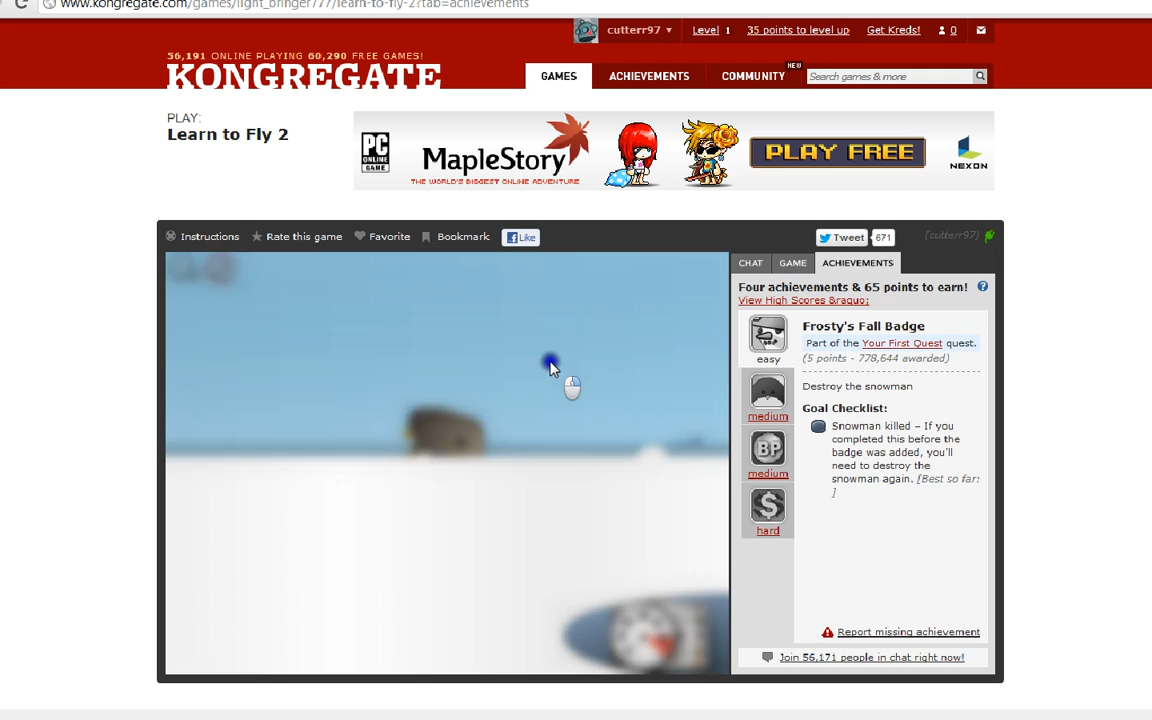 www.kongregate.com/games/light_bringer777/learn-to-fly-2?tab=achievements
cutterr97 ▼ Level 1 35 points to level up Get Kreds! 0
56,191 ONLINE PLAYING 60,290 FREE GAMES!
KONGREGATE
GAMES ACHIEVEMENTS COMMUNITY NEW Search games & more
PLAY:
Learn to Fly 2
PC ONLINE GAME
MapleStory
THE WORLD'S BIGGEST ONLINE ADVENTURE
PLAY FREE
NEXON
Instructions Rate this game Favorite Bookmark Like Tweet 671 (cutterr97)
CHAT GAME ACHIEVEMENTS
Four achievements & 65 points to earn! ?
View High Scores &raquo;
Frosty's Fall Badge
Part of the Your First Quest quest.
(5 points - 778,644 awarded)
easy
Destroy the snowman
medium
Goal Checklist:
Snowman killed – If you
completed this before the
badge was added, you'll
need to destroy the
snowman again. [Best so far:
]
BP
medium
$
hard
Report missing achievement
Join 56,171 people in chat right now!